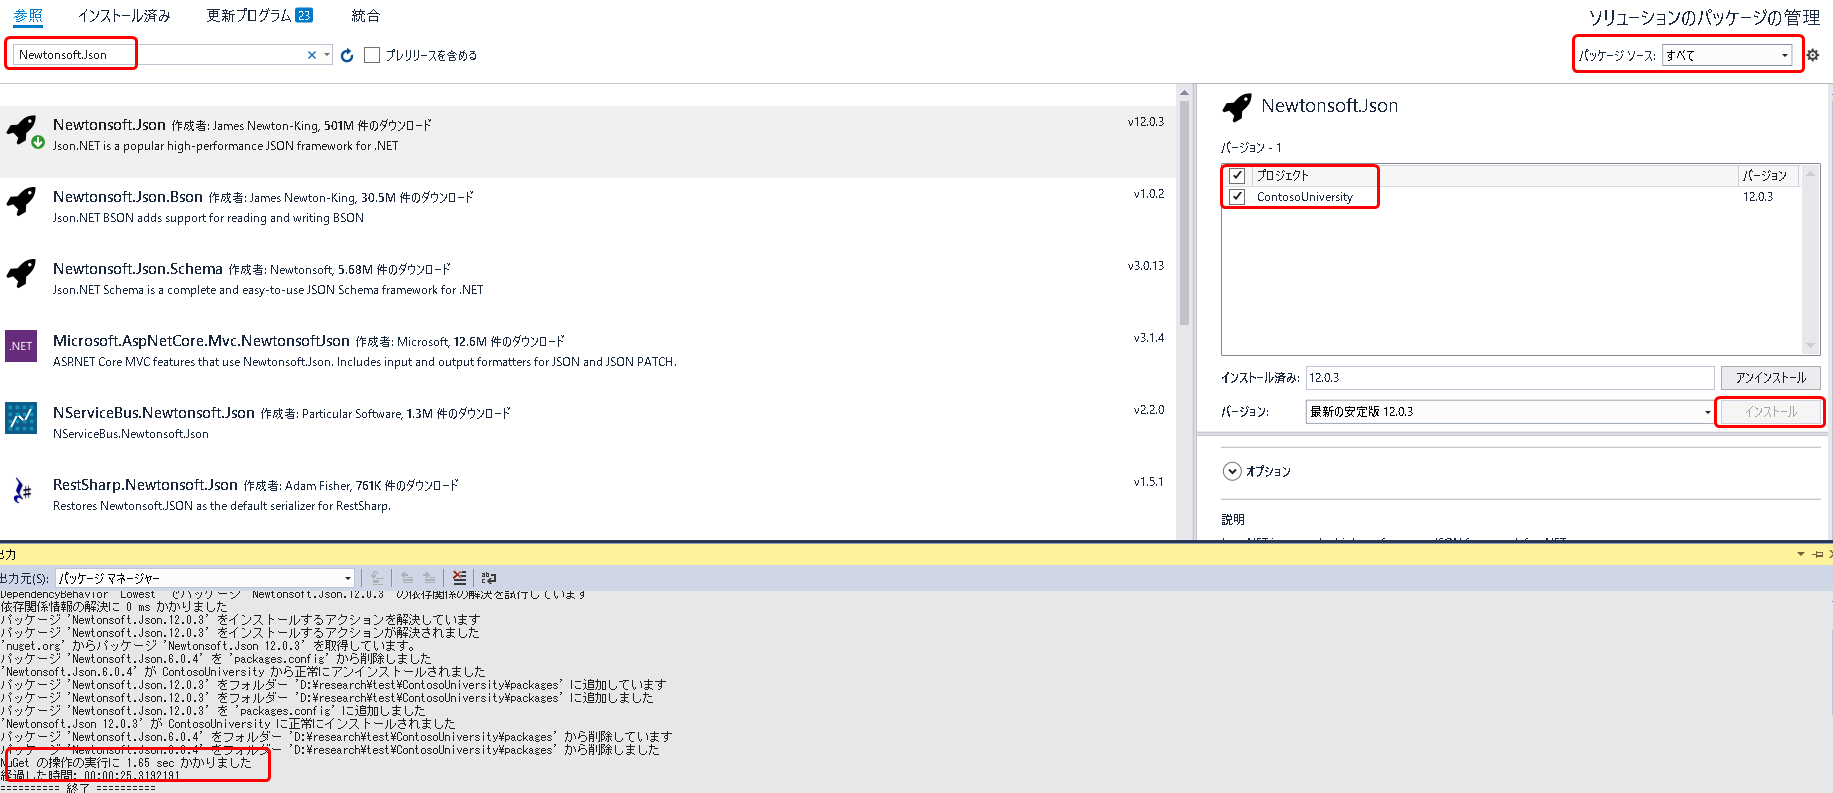 参照 インストール済み 更新プログラム 23 統合
ソリューションのパッケージの管理
Newtonsoft.Json
プレリリースを含める
パッケージ ソース: すべて
Newtonsoft.Json 作成者: James Newton-King, 501M 件のダウンロード
v12.0.3
Json.NET is a popular high-performance JSON framework for .NET
Newtonsoft.Json.Bson 作成者: James Newton-King, 30.5M 件のダウンロード
v1.0.2
Json.NET BSON adds support for reading and writing BSON
Newtonsoft.Json.Schema 作成者: Newtonsoft, 5.68M 件のダウンロード
v3.0.13
Json.NET Schema is a complete and easy-to-use JSON Schema framework for .NET
.NET
Microsoft.AspNetCore.Mvc.NewtonsoftJson 作成者: Microsoft, 12.6M 件のダウンロード
v3.1.4
ASP.NET Core MVC features that use Newtonsoft.Json. Includes input and output formatters for JSON and JSON PATCH.
NServiceBus.Newtonsoft.Json 作成者: Particular Software, 1.3M 件のダウンロード
v2.2.0
NServiceBus.Newtonsoft.Json
RestSharp.Newtonsoft.Json 作成者: Adam Fisher, 761K 件のダウンロード
v1.5.1
Restores Newtonsoft.JSON as the default serializer for RestSharp.
Newtonsoft.Json
バージョン - 1
プロジェクト バージョン
ContosoUniversity 12.0.3
インストール済み: 12.0.3 アンインストール
バージョン: 最新の安定版 12.0.3 インストール
オプション
説明
出力
出力元(S): パッケージ マネージャー
DependencyBehavior 'Lowest' でパッケージ 'Newtonsoft.Json.12.0.3' の依存関係の解決を試行しています
依存関係情報の解決に 0 ms かかりました
パッケージ 'Newtonsoft.Json.12.0.3' をインストールするアクションを解決しています
パッケージ 'Newtonsoft.Json.12.0.3' をインストールするアクションが解決されました
'nuget.org' からパッケージ 'Newtonsoft.Json 12.0.3' を取得しています。
パッケージ 'Newtonsoft.Json.6.0.4' を 'packages.config' から削除しました
'Newtonsoft.Json.6.0.4' が ContosoUniversity から正常にアンインストールされました
パッケージ 'Newtonsoft.Json.12.0.3' をフォルダー 'D:\research\test\ContosoUniversity\packages' に追加しています
パッケージ 'Newtonsoft.Json.12.0.3' をフォルダー 'D:\research\test\ContosoUniversity\packages' に追加しました
パッケージ 'Newtonsoft.Json.12.0.3' を 'packages.config' に追加しました
'Newtonsoft.Json 12.0.3' が ContosoUniversity に正常にインストールされました
パッケージ 'Newtonsoft.Json.6.0.4' をフォルダー 'D:\research\test\ContosoUniversity\packages' から削除しています
パッケージ 'Newtonsoft.Json.6.0.4' をフォルダー 'D:\research\test\ContosoUniversity\packages' から削除しました
NuGet の操作の実行に 1.65 sec かかりました
経過した時間: 00:00:25.3192191
========== 終了 ==========